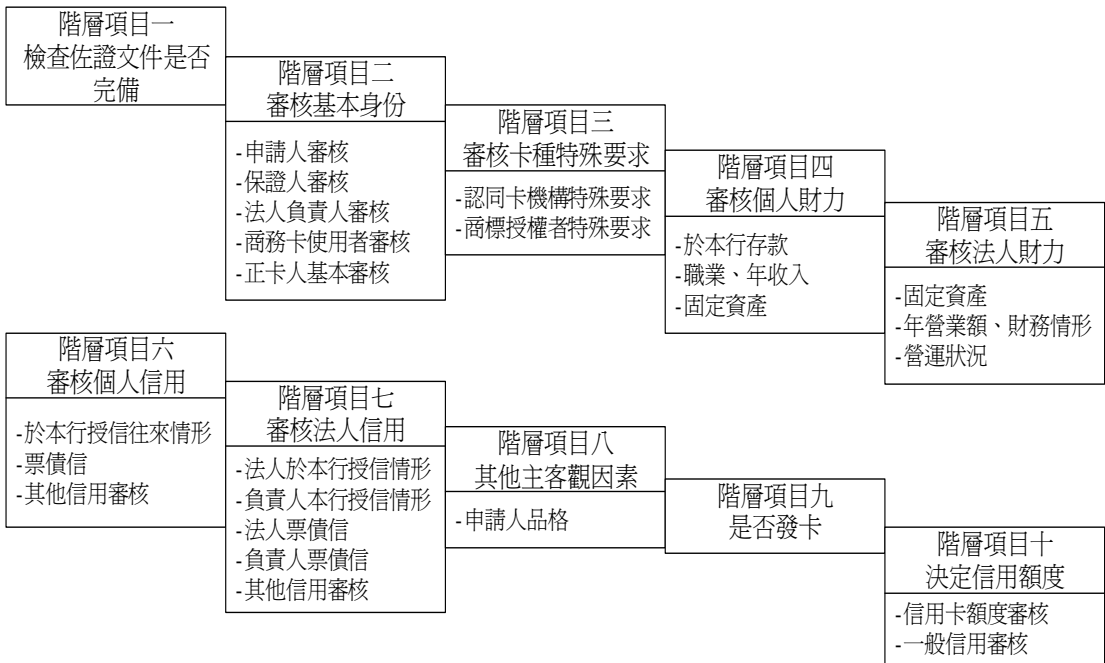 階層項目一
檢查佐證文件是否
完備
階層項目二
審核基本身份
-申請人審核
-保證人審核
-法人負責人審核
-商務卡使用者審核
-正卡人基本審核
階層項目三
審核卡種特殊要求
-認同卡機構特殊要求
-商標授權者特殊要求
階層項目四
審核個人財力
-於本行存款
-職業、年收入
-固定資產
階層項目五
審核法人財力
-固定資產
-年營業額、財務情形
-營運狀況
階層項目六
審核個人信用
-於本行授信往來情形
-票債信
-其他信用審核
階層項目七
審核法人信用
-法人於本行授信情形
-負責人本行授信情形
-法人票債信
-負責人票債信
-其他信用審核
階層項目八
其他主客觀因素
-申請人品格
階層項目九
是否發卡
階層項目十
決定信用額度
-信用卡額度審核
-一般信用審核